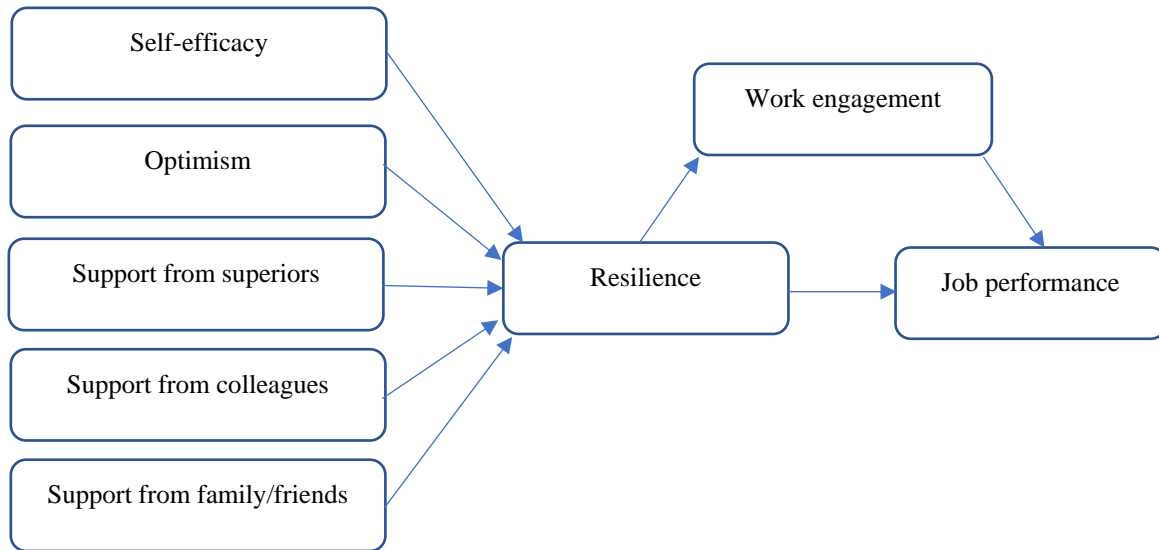 Self-efficacy
Optimism
Support from superiors
Support from colleagues
Support from family/friends
Resilience
Work engagement
Job performance